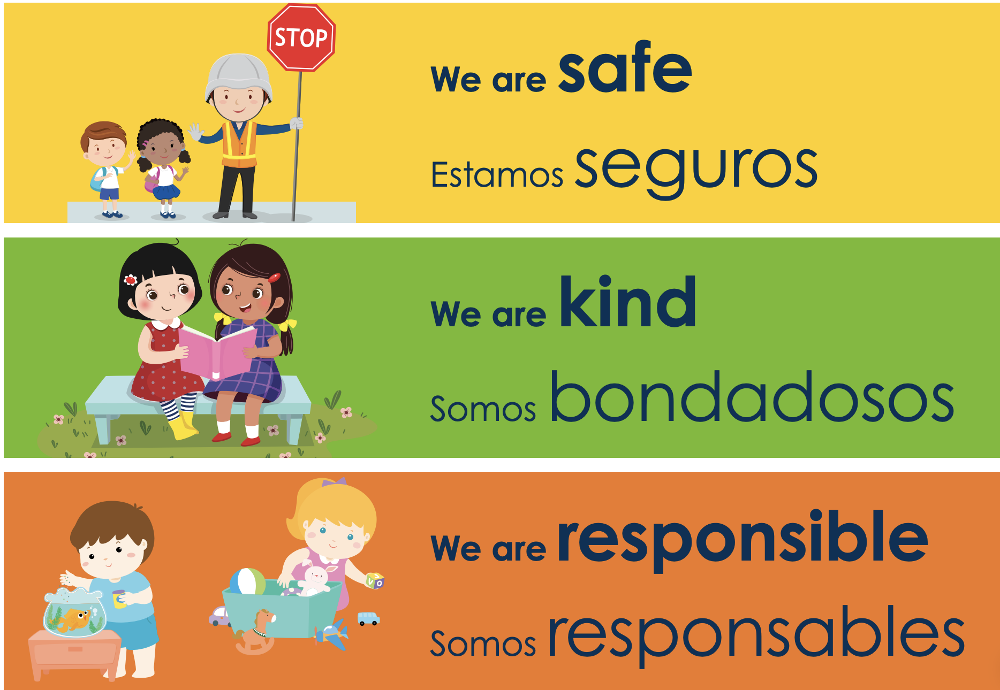 STOP
We are safe
Estamos seguros
We are kind
Somos bondadosos
We are responsible
Somos responsables